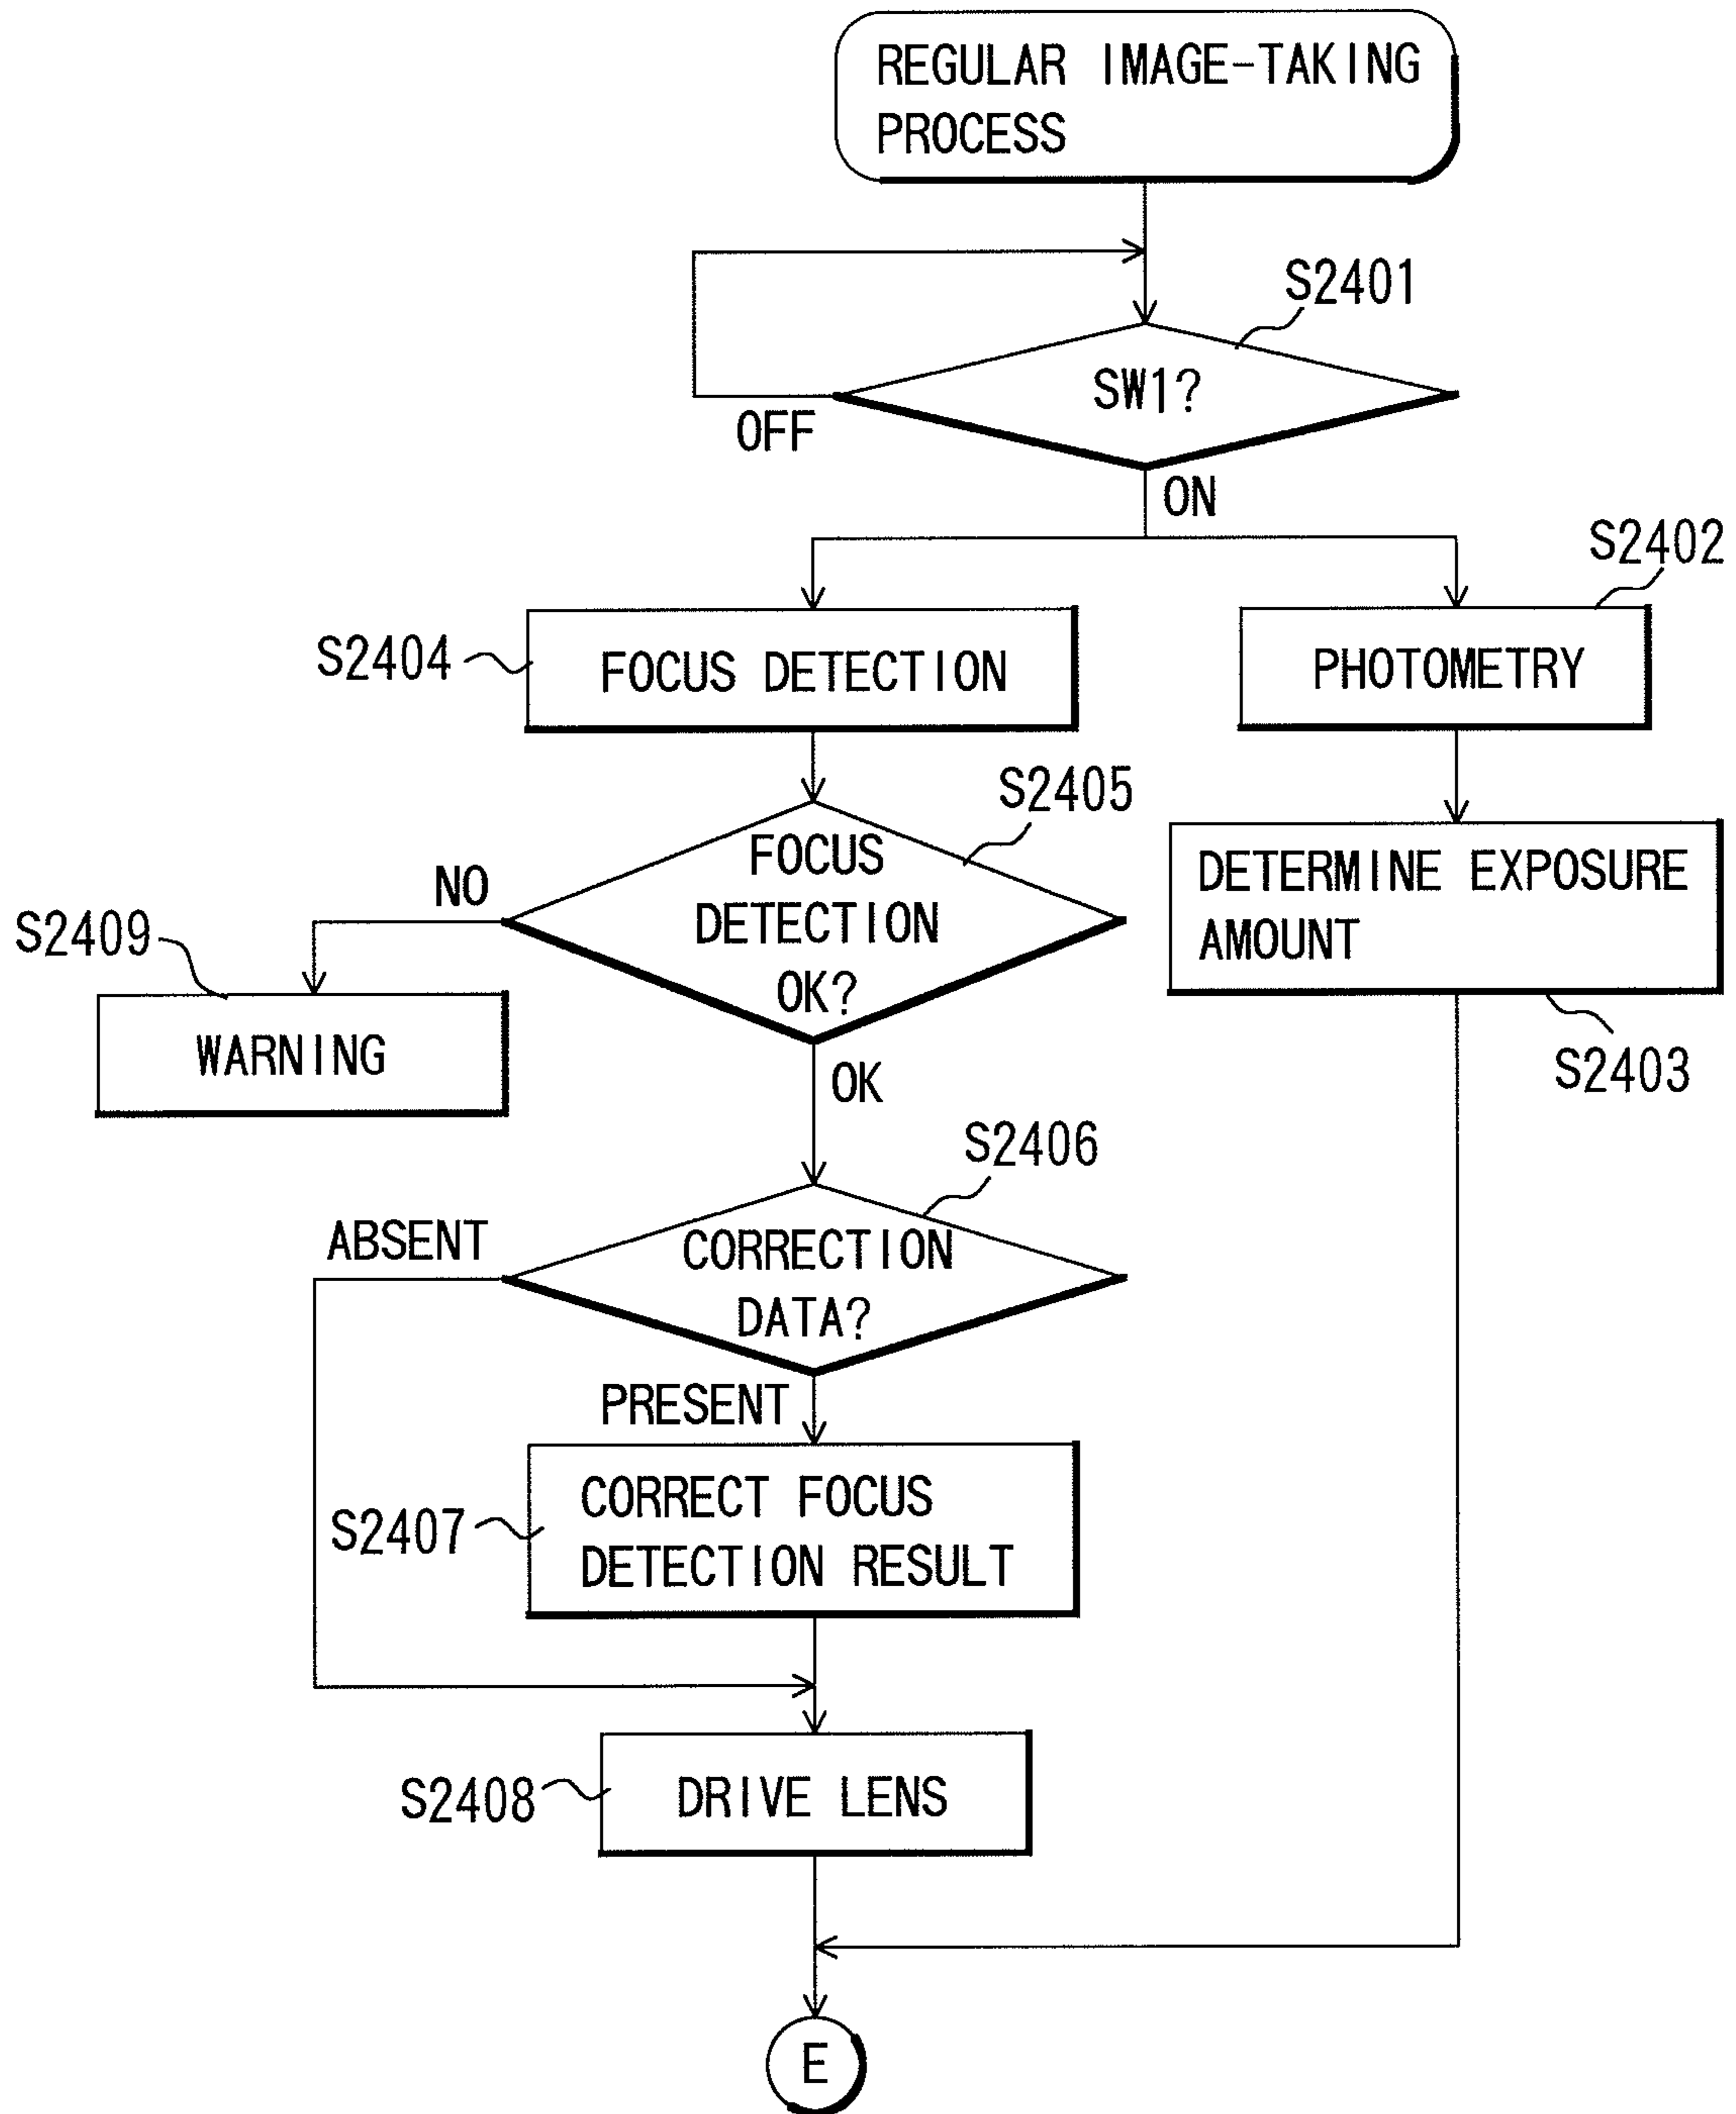 REGULAR IMAGE-TAKING
PROCESS
S2401
SW1?
OFF
ON
S2402
S2404
FOCUS DETECTION
PHOTOMETRY
S2405
FOCUS
DETECTION
OK?
NO
DETERMINE EXPOSURE
AMOUNT
S2409
WARNING
S2403
OK
S2406
ABSENT
CORRECTION
DATA?
PRESENT
CORRECT FOCUS
DETECTION RESULT
S2407
S2408
DRIVE LENS
E